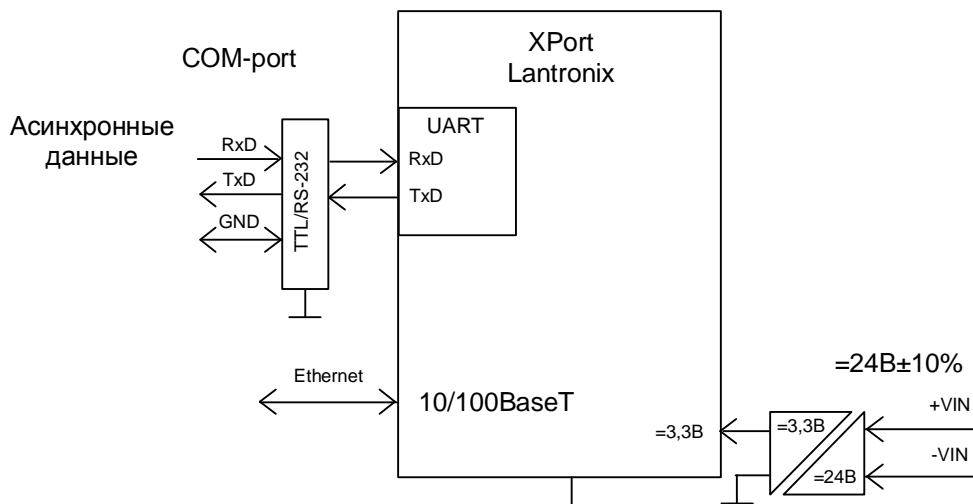 COM-port
XPort
Lantronix
Асинхронные
данные
RxD
TxD
GND
TTL/RS-232
UART
RxD
TxD
Ethernet
10/100BaseT
=3,3В
=24В±10%
=3,3В
=24В
+VIN
-VIN